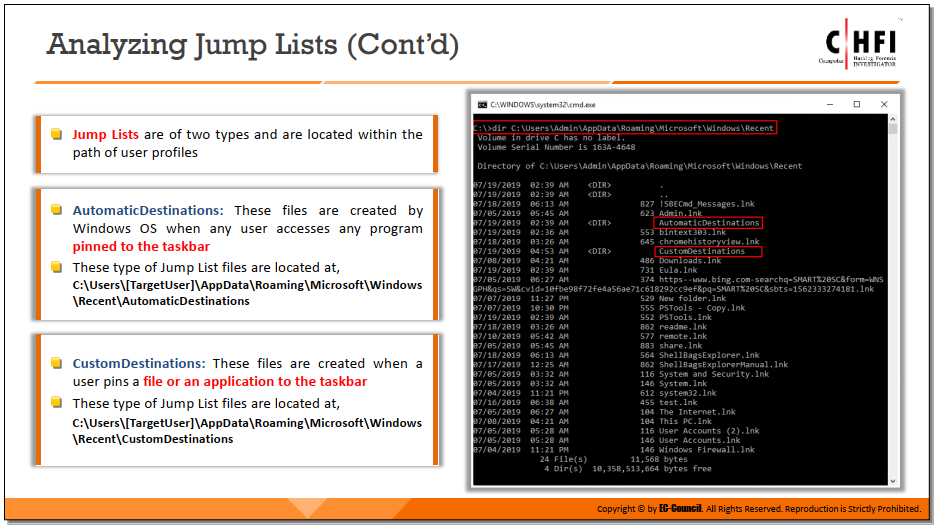 Analyzing Jump Lists (Cont'd)
CHFI
Computer
Hacking Forensic
INVESTIGATOR
Jump Lists are of two types and are located within the
path of user profiles
AutomaticDestinations: These files are created by
Windows OS when any user accesses any program
pinned to the taskbar
These type of Jump List files are located at,
C:\Users\[TargetUser]\AppData\Roaming\Microsoft\Windows
\Recent\AutomaticDestinations
CustomDestinations: These files are created when a
user pins a file or an application to the taskbar
These type of Jump List files are located at,
C:\Users\[TargetUser]\AppData\Roaming\Microsoft\Windows
\Recent\CustomDestinations
C:\WINDOWS\system32\cmd.exe
C:\>dir C:\Users\Admin\AppData\Roaming\Microsoft\Windows\Recent
Volume in drive C has no label.
Volume Serial Number is 163A-4648
Directory of C:\Users\Admin\AppData\Roaming\Microsoft\Windows\Recent
07/19/2019 02:39 AM <DIR> .
07/19/2019 02:39 AM <DIR> ..
07/18/2019 06:13 AM 827 !SBECmd_Messages.lnk
07/05/2019 05:45 AM 623 Admin.lnk
07/19/2019 02:39 AM <DIR> AutomaticDestinations
07/19/2019 02:36 AM 553 bintext303.lnk
07/18/2019 03:26 AM 645 chromehistoryview.lnk
07/19/2019 04:53 AM <DIR> CustomDestinations
07/08/2019 04:21 AM 486 Downloads.lnk
07/19/2019 02:39 AM 731 Eula.lnk
07/05/2019 06:27 AM 374 https--www.bing.com-searchq=SMART%20SC&form=WNS
GPH&qs=SW&cvid=10fbe98f72fe4a56ae71c618292cc9ef&pq=SMART%20SC&sbts=1562333274181.lnk
07/07/2019 11:27 PM 529 New folder.lnk
07/07/2019 10:30 PM 555 PSTools - Copy.lnk
07/19/2019 02:39 AM 552 PSTools.lnk
07/18/2019 03:26 AM 862 readme.lnk
07/05/2019 05:42 AM 577 remote.lnk
07/05/2019 05:45 AM 883 share.lnk
07/18/2019 06:13 AM 564 ShellBagsExplorer.lnk
07/17/2019 12:25 AM 862 ShellBagsExplorerManual.lnk
07/05/2019 03:32 AM 116 System and Security.lnk
07/05/2019 03:32 AM 146 System.lnk
07/04/2019 11:21 PM 612 system32.lnk
07/16/2019 06:38 AM 455 test.lnk
07/05/2019 06:27 AM 104 The Internet.lnk
07/08/2019 04:21 AM 104 This PC.lnk
07/05/2019 05:28 AM 116 User Accounts (2).lnk
07/05/2019 05:28 AM 146 User Accounts.lnk
07/04/2019 11:21 PM 146 Windows Firewall.lnk
24 File(s) 11,568 bytes
4 Dir(s) 10,358,513,664 bytes free
Copyright © by EC-Council. All Rights Reserved. Reproduction is Strictly Prohibited.